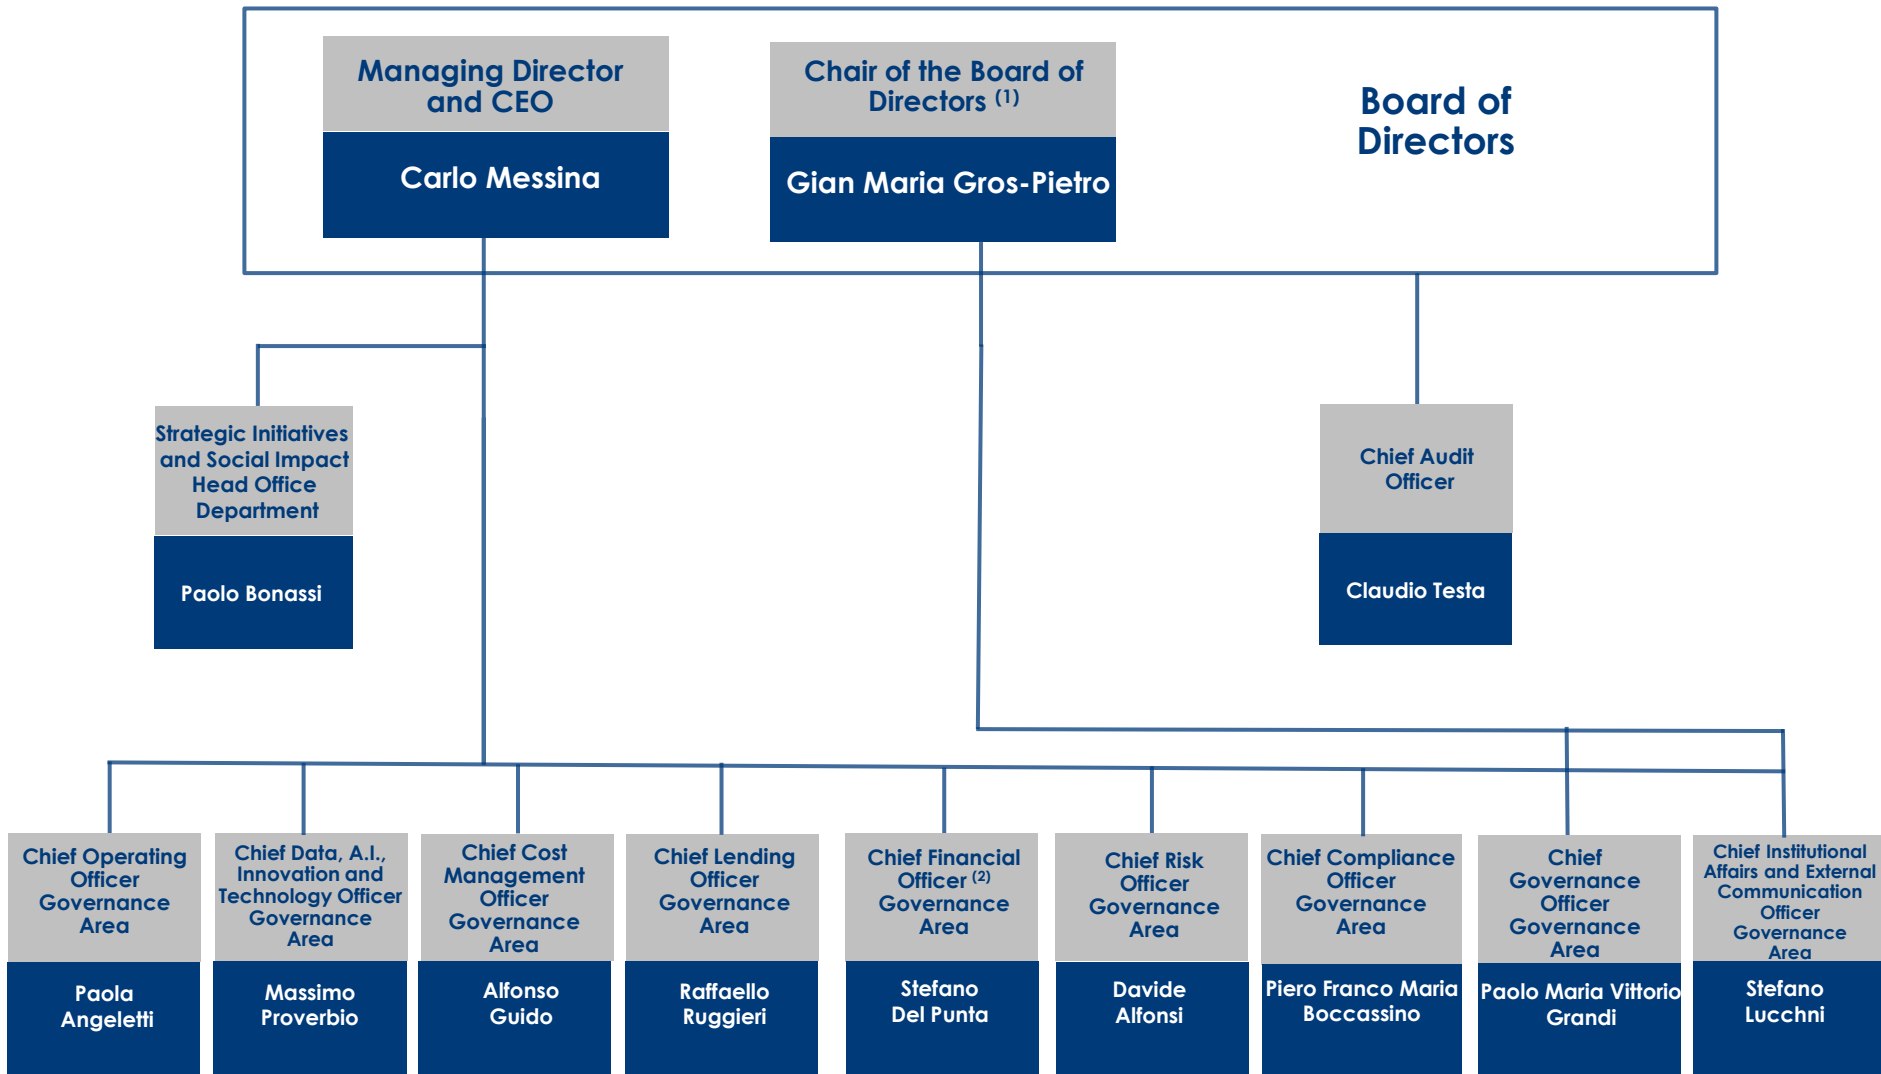 Managing Director
and CEO
Carlo Messina
Chair of the Board of
Directors (1)
Gian Maria Gros-Pietro
Board of
Directors
Strategic Initiatives
and Social Impact
Head Office
Department
Paolo Bonassi
Chief Audit
Officer
Claudio Testa
Chief Operating
Officer
Governance
Area
Paola
Angeletti
Chief Data, A.I.,
Innovation and
Technology Officer
Governance
Area
Massimo
Proverbio
Chief Cost
Management
Officer
Governance
Area
Alfonso
Guido
Chief Lending
Officer
Governance
Area
Raffaello
Ruggieri
Chief Financial
Officer (2)
Governance
Area
Stefano
Del Punta
Chief Risk
Officer
Governance
Area
Davide
Alfonsi
Chief Compliance
Officer
Governance
Area
Piero Franco Maria
Boccassino
Chief
Governance
Officer
Governance
Area
Paolo Maria Vittorio
Grandi
Chief Institutional
Affairs and External
Communication
Officer
Governance
Area
Stefano
Lucchni